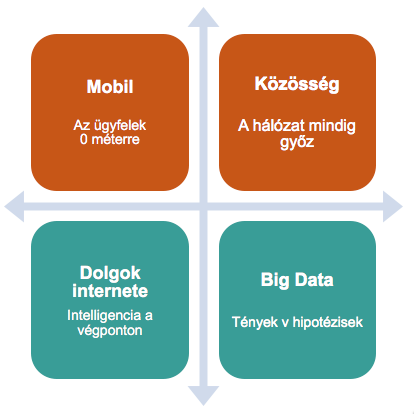 Mobil
Az ügyfelek
0 méterre
Közösség
A hálózat mindig
győz
Dolgok
internete
Intelligencia a
végponton
Big Data
Tények v hipotézisek